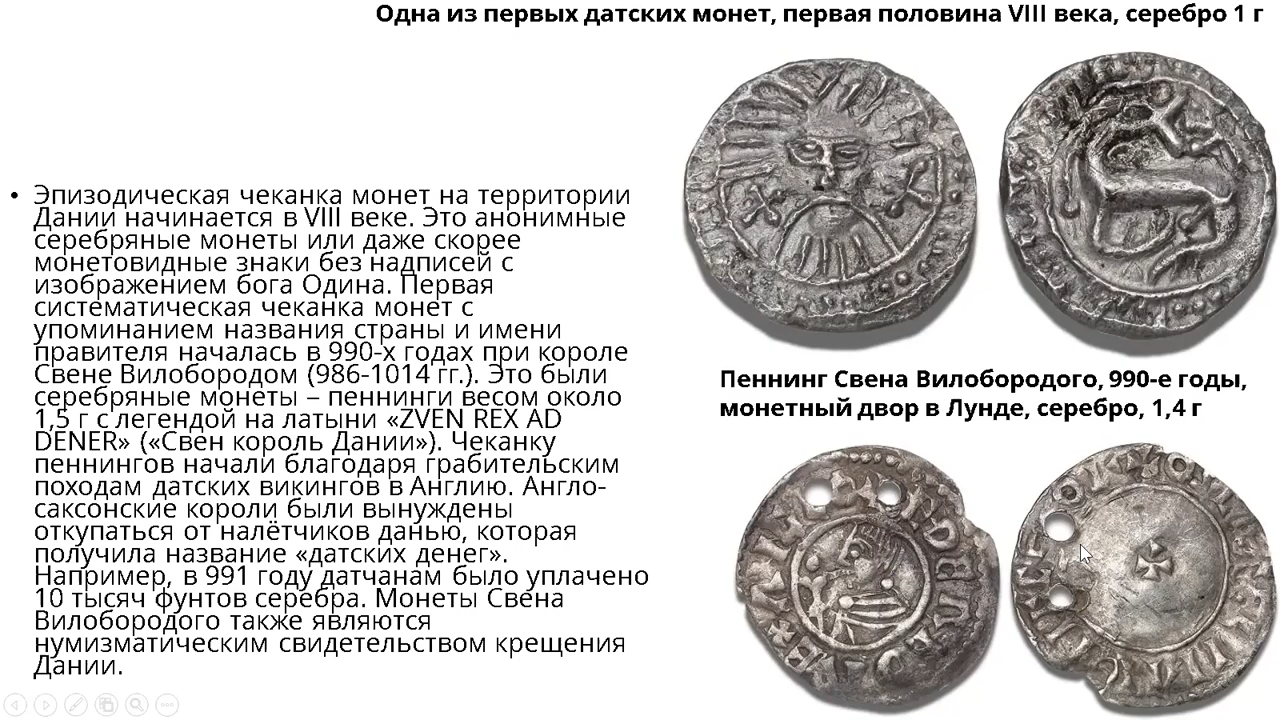 Одна из первых датских монет, первая половина VIII века, серебро 1 г
• Эпизодическая чеканка монет на территории
Дании начинается в VIII веке. Это анонимные
серебряные монеты или даже скорее
монетовидные знаки без надписей с
изображением бога Одина. Первая
систематическая чеканка монет с
упоминанием названия страны и имени
правителя началась в 990-х годах при короле
Свене Вилобородом (986-1014 гг.). Это были
серебряные монеты – пеннинги весом около
1,5 г с легендой на латыни «ZVEN REX AD
DENER» («Свен король Дании»). Чеканку
пеннингов начали благодаря грабительским
походам датских викингов в Англию. Англо-
саксонские короли были вынуждены
откупаться от налётчиков данью, которая
получила название «датских денег».
Например, в 991 году датчанам было уплачено
10 тысяч фунтов серебра. Монеты Свена
Вилобородого также являются
нумизматическим свидетельством крещения
Дании.
Пеннинг Свена Вилобородого, 990-е годы,
монетный двор в Лунде, серебро, 1,4 г